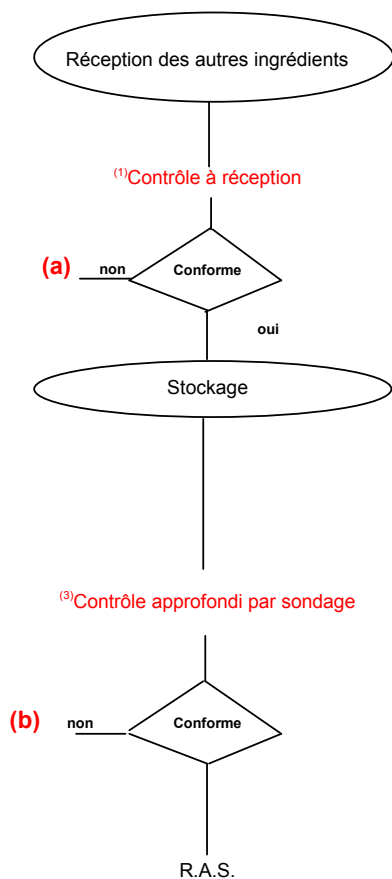 Réception des autres ingrédients
(1)Contrôle à réception
(a) non Conforme
oui
Stockage
(3)Contrôle approfondi par sondage
(b) non Conforme
R.A.S.